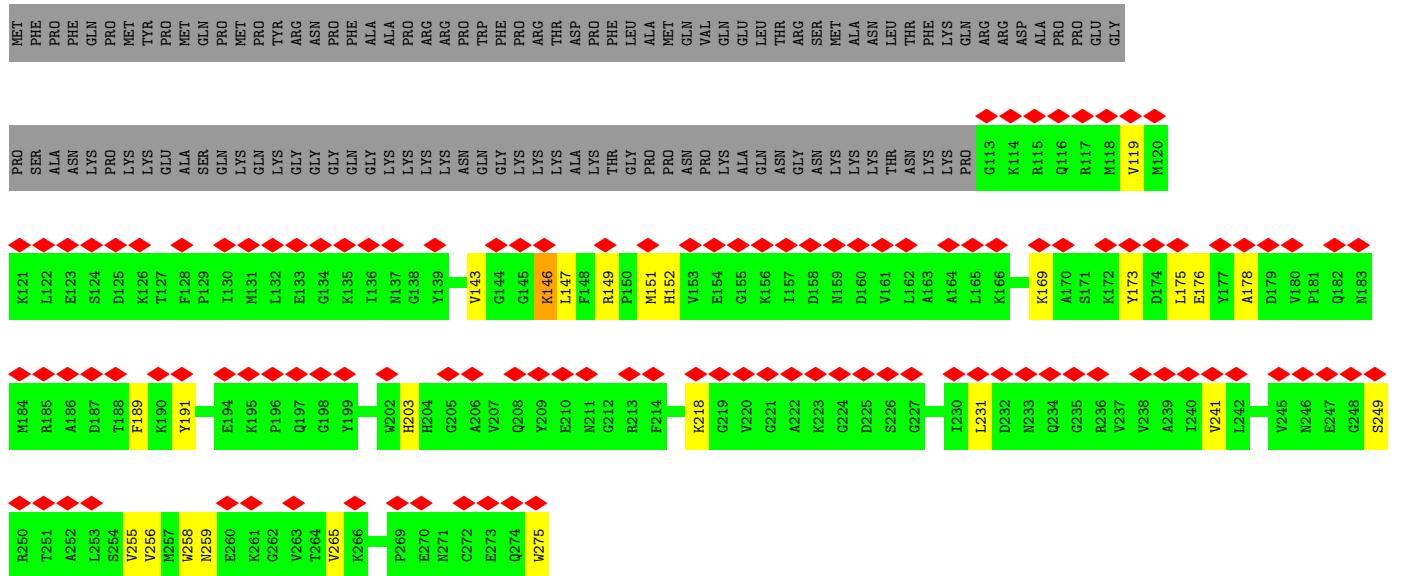 MET PHE PRO PHE GLN PRO MET TYR PRO MET GLN PRO MET PRO TYR ARG ASN PRO PHE ALA ALA PRO ARG ARG PRO TRP PHE PRO ARG THR ASP PRO PHE LEU ALA MET GLN VAL GLN GLU LEU THR ARG SER MET ALA ASN LEU THR PHE LYS GLN ARG ARG ASP ALA PRO PRO GLU GLY
PRO SER ALA ASN LYS PRO LYS LYS GLU ALA SER GLN LYS GLN LYS GLY GLY GLY GLN GLY LYS LYS LYS LYS ASN GLN GLY LYS LYS LYS ALA LYS THR GLY PRO PRO ASN PRO LYS ALA GLN ASN GLY ASN LYS LYS LYS THR ASN LYS LYS PRO G113 K114 R115 Q116 R117 M118 V119 M120
K121 L122 E123 S124 D125 K126 T127 F128 P129 I130 M131 L132 E133 G134 K135 I136 N137 G138 Y139 V143 G144 G145 K146 L147 F148 R149 P150 M151 H152 V153 E154 G155 K156 I157 D158 N159 D160 V161 L162 A163 A164 L165 K166 K169 A170 S171 K172 Y173 D174 L175 E176 Y177 A178 D179 V180 P181 Q182 N183
M184 R185 A186 D187 T188 F189 K190 Y191 E194 K195 P196 Q197 G198 Y199 W202 H203 H204 G205 A206 V207 Q208 Y209 E210 N211 G212 R213 F214 K218 G219 V220 G221 A222 K223 G224 D225 S226 G227 I230 L231 D232 N233 Q234 G235 R236 V237 V238 A239 I240 V241 L242 V245 N246 E247 G248 S249
R250 T251 A252 L253 S254 V255 V256 M257 W258 N259 E260 K261 G262 V263 T264 V265 K266 P269 E270 N271 C272 E273 Q274 W275